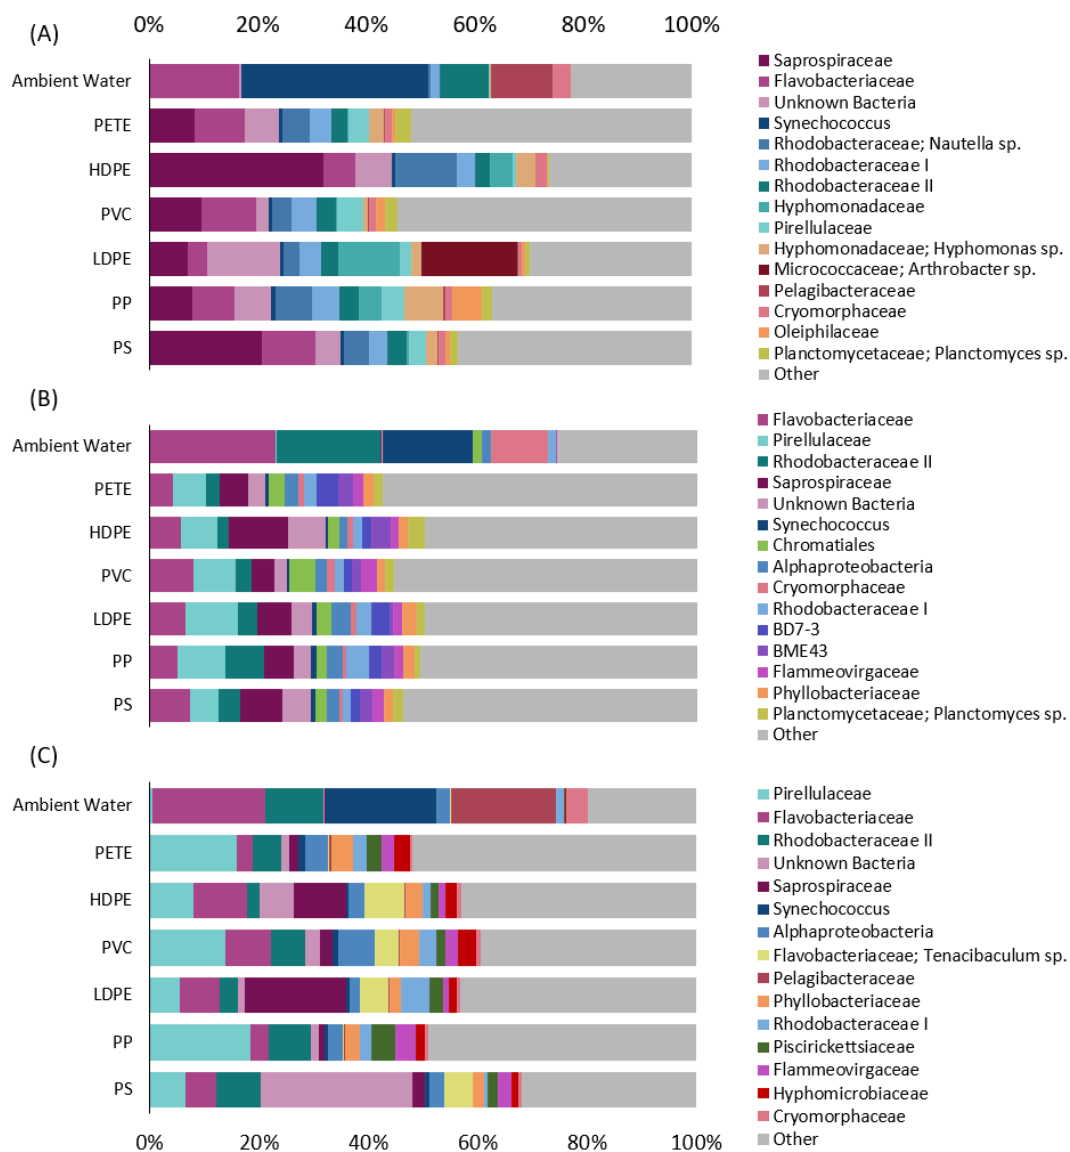 0% 20% 40% 60% 80% 100%
(A)
Ambient Water
PETE
HDPE
PVC
LDPE
PP
PS
Saprospiraceae
Flavobacteriaceae
Unknown Bacteria
Synechococcus
Rhodobacteraceae; Nautella sp.
Rhodobacteraceae I
Rhodobacteraceae II
Hyphomonadaceae
Pirellulaceae
Hyphomonadaceae; Hyphomonas sp.
Micrococcaceae; Arthrobacter sp.
Pelagibacteraceae
Cryomorphaceae
Oleiphilaceae
Planctomycetaceae; Planctomyces sp.
Other
(B)
Ambient Water
PETE
HDPE
PVC
LDPE
PP
PS
Flavobacteriaceae
Pirellulaceae
Rhodobacteraceae II
Saprospiraceae
Unknown Bacteria
Synechococcus
Chromatiales
Alphaproteobacteria
Cryomorphaceae
Rhodobacteraceae I
BD7-3
BME43
Flammeovirgaceae
Phyllobacteriaceae
Planctomycetaceae; Planctomyces sp.
Other
(C)
Ambient Water
PETE
HDPE
PVC
LDPE
PP
PS
Pirellulaceae
Flavobacteriaceae
Rhodobacteraceae II
Unknown Bacteria
Saprospiraceae
Synechococcus
Alphaproteobacteria
Flavobacteriaceae; Tenacibaculum sp.
Pelagibacteraceae
Phyllobacteriaceae
Rhodobacteraceae I
Piscirickettsiaceae
Flammeovirgaceae
Hyphomicrobiaceae
Cryomorphaceae
Other
0% 20% 40% 60% 80% 100%